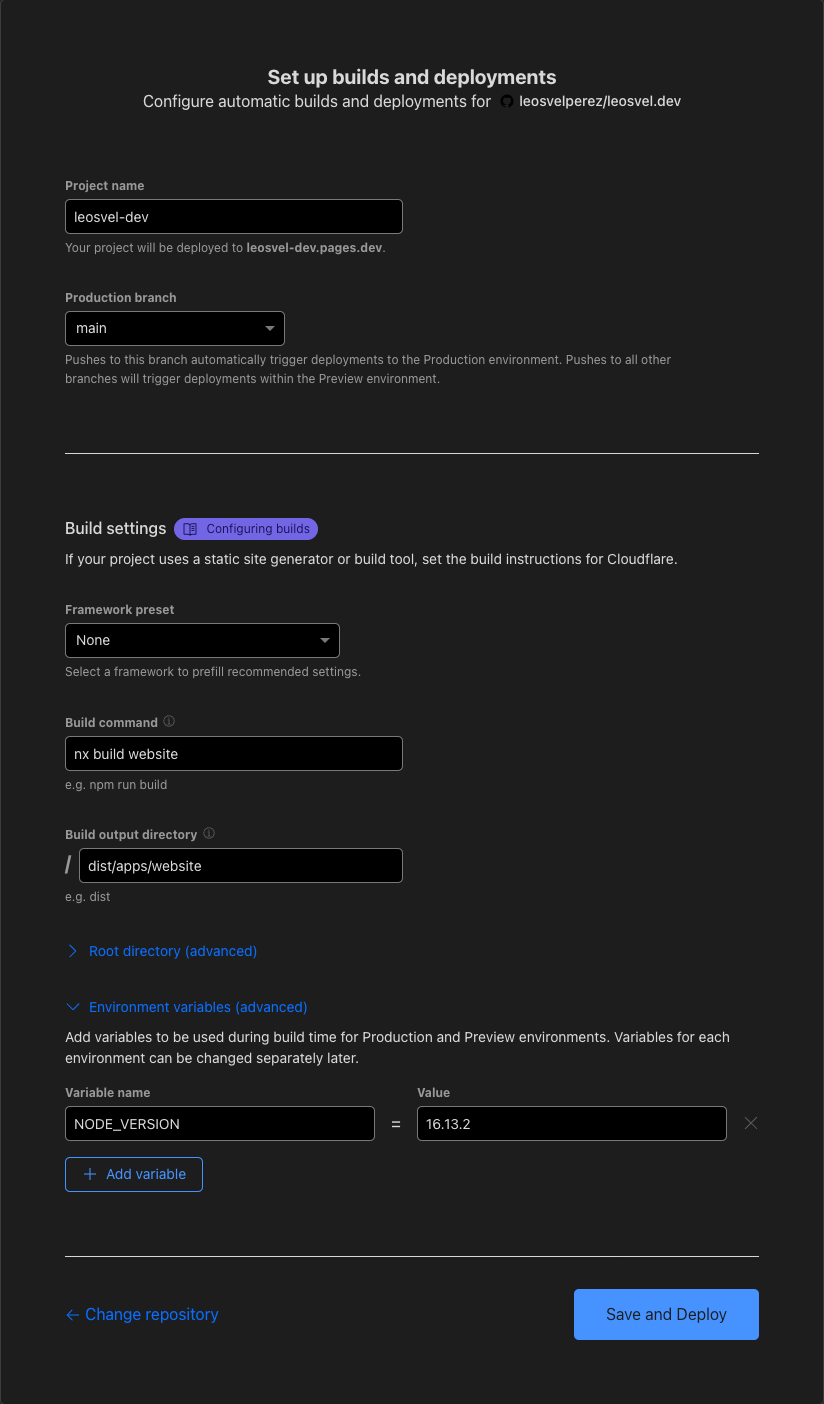 Set up builds and deployments
Configure automatic builds and deployments for leosvelperez/leosvel.dev
Project name
leosvel-dev
Your project will be deployed to leosvel-dev.pages.dev.
Production branch
main
Pushes to this branch automatically trigger deployments to the Production environment. Pushes to all other
branches will trigger deployments within the Preview environment.
Build settings Configuring builds
If your project uses a static site generator or build tool, set the build instructions for Cloudflare.
Framework preset
None
Select a framework to prefill recommended settings.
Build command
nx build website
e.g. npm run build
Build output directory
/ dist/apps/website
e.g. dist
Root directory (advanced)
Environment variables (advanced)
Add variables to be used during build time for Production and Preview environments. Variables for each
environment can be changed separately later.
Variable name Value
NODE_VERSION = 16.13.2
+ Add variable
← Change repository Save and Deploy